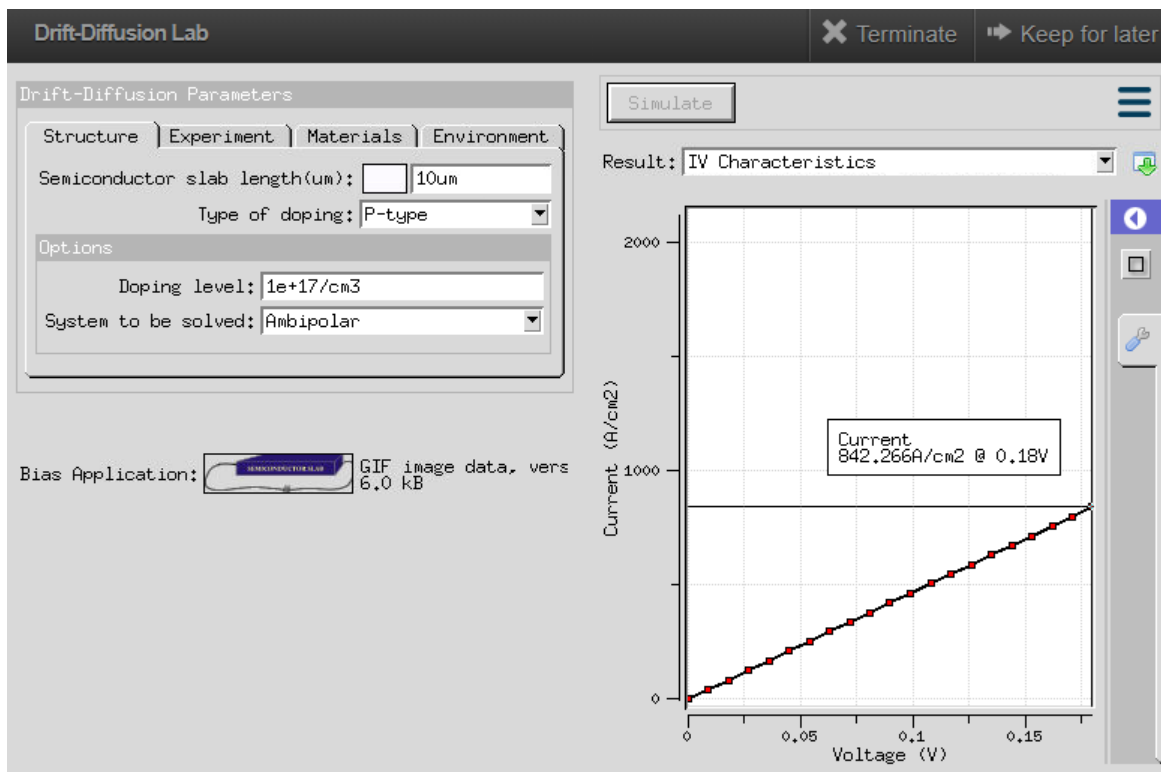 Drift-Diffusion Lab
Terminate
Keep for later
Drift-Diffusion Parameters
Structure Experiment Materials Environment
Semiconductor slab length(um): 10um
Type of doping: P-type
Options
Doping level: 1e+17/cm3
System to be solved: Ambipolar
Bias Application:
SEMICONDUCTOR SLAB
GIF image data, vers
6.0 kB
Simulate
Result: IV Characteristics
2000
1000
0
Current (A/cm2)
Current
842.266A/cm2 @ 0.18V
0 0.05 0.1 0.15
Voltage (V)